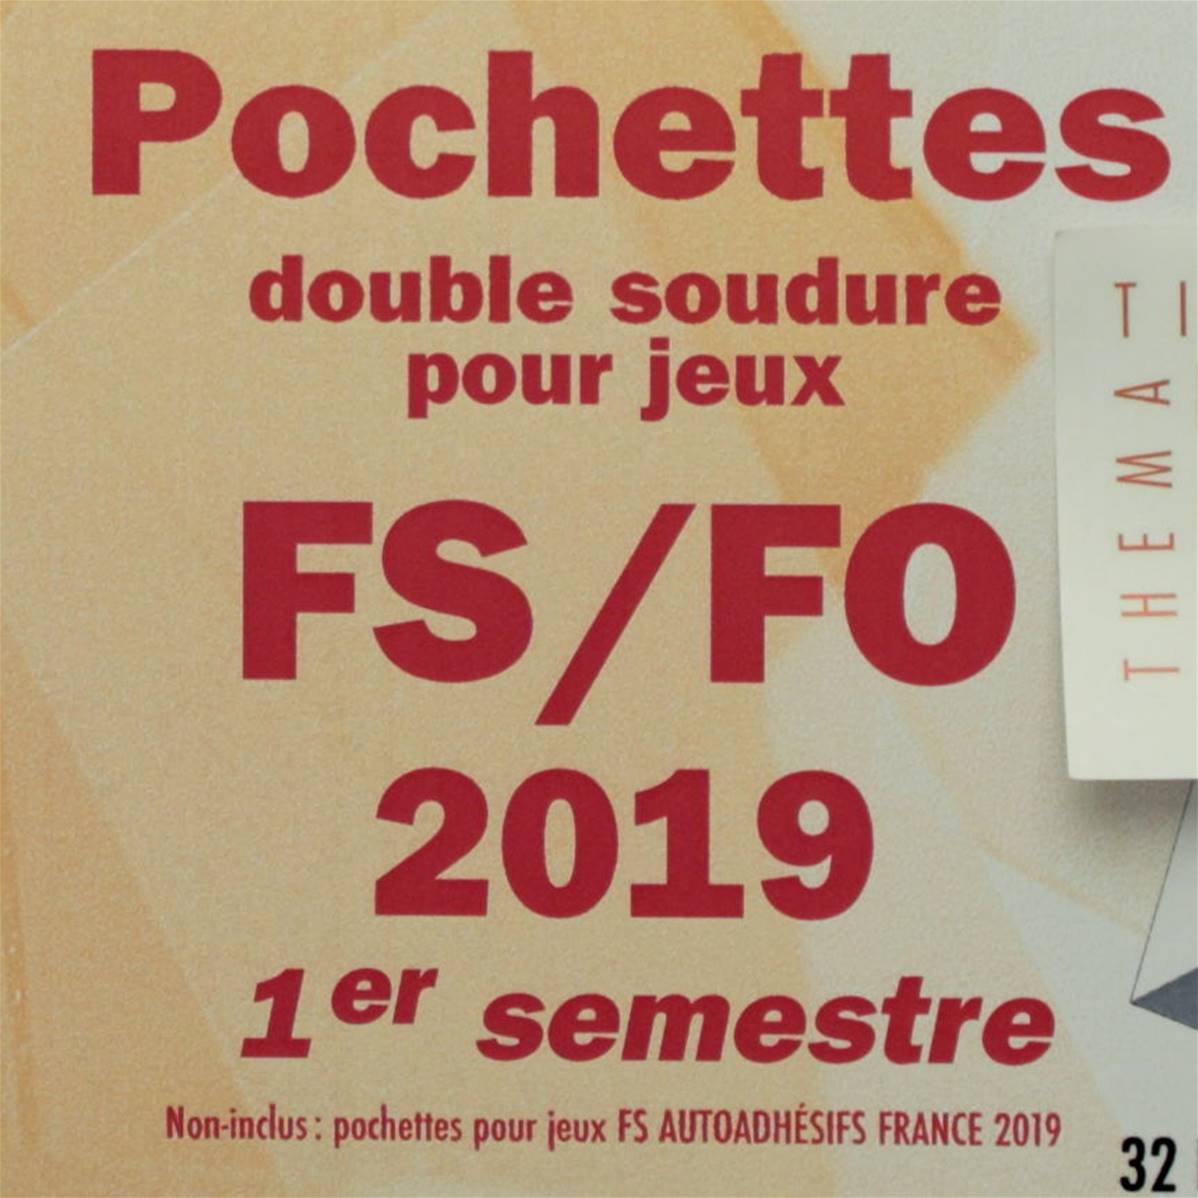 Pochettes
double soudure
pour jeux
FS/FO
2019
1er semestre
Non-inclus : pochettes pour jeux FS AUTOADHÉSIFS FRANCE 2019
32